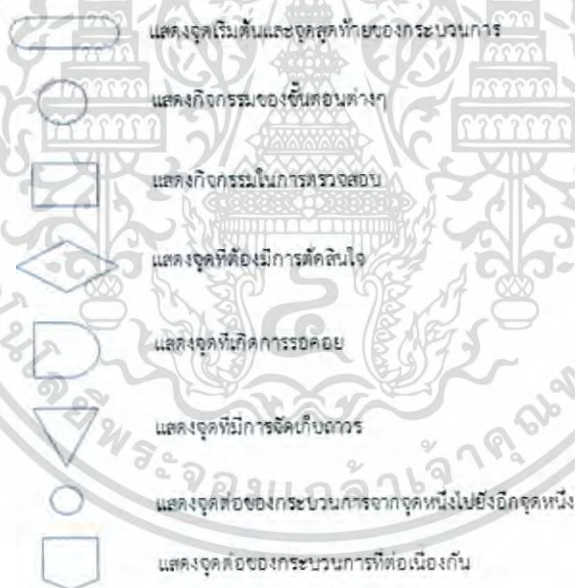 แสดงจุดเริ่มต้นและจุดสุดท้ายของกระบวนการ
แสดงกิจกรรมของขั้นตอนต่างๆ
แสดงกิจกรรมในการตรวจสอบ
แสดงจุดที่ต้องมีการตัดสินใจ
แสดงจุดที่เกิดการรอคอย
แสดงจุดที่มีการจัดเก็บถาวร
แสดงจุดต่อของกระบวนการจากจุดหนึ่งไปยังอีกจุดหนึ่ง
แสดงจุดต่อของกระบวนการที่ต่อเนื่องกัน